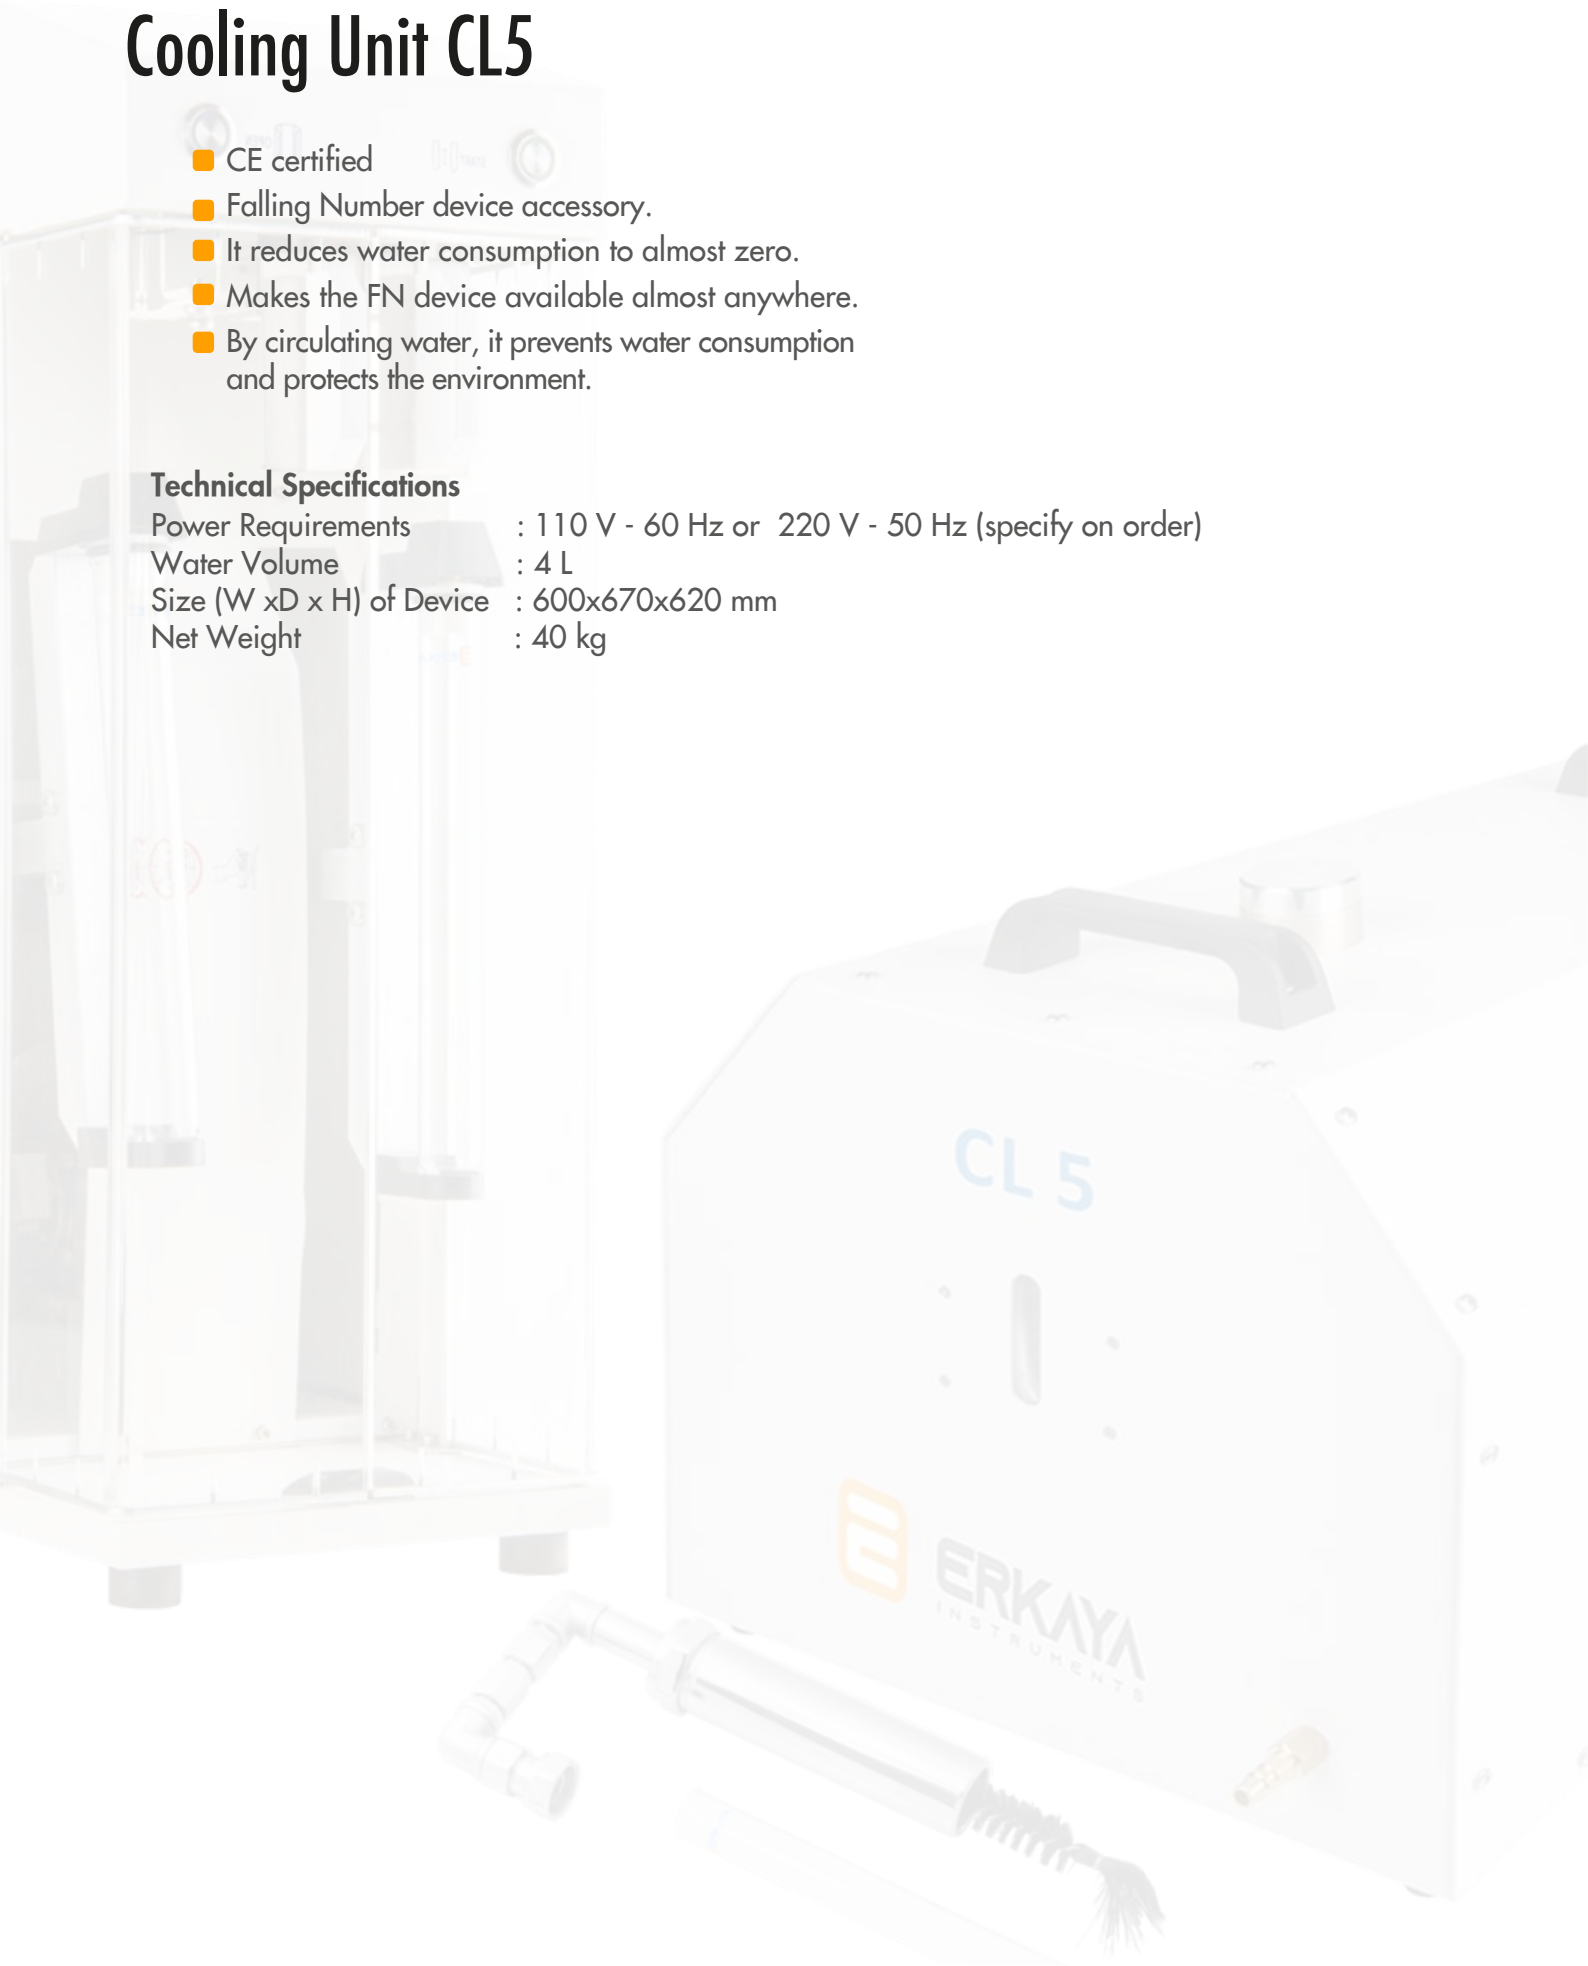 Cooling Unit CL5
CE certified
Falling Number device accessory.
It reduces water consumption to almost zero.
Makes the FN device available almost anywhere.
By circulating water, it prevents water consumption
and protects the environment.
Technical Specifications
Power Requirements : 110 V - 60 Hz or 220 V - 50 Hz (specify on order)
Water Volume : 4 L
Size (W xD x H) of Device : 600x670x620 mm
Net Weight : 40 kg
CL 5
ERKAYA
INSTRUMENTS